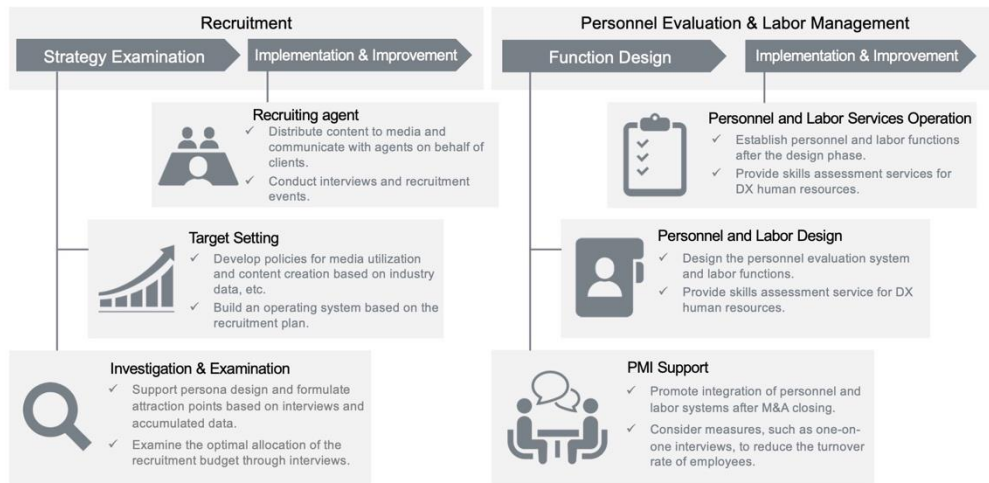 Recruitment
Strategy Examination
Implementation & Improvement
Recruiting agent
✓ Distribute content to media and
communicate with agents on behalf of
clients.
✓ Conduct interviews and recruitment
events.
Target Setting
✓ Develop policies for media utilization
and content creation based on industry
data, etc.
✓ Build an operating system based on the
recruitment plan.
Investigation & Examination
✓ Support persona design and formulate
attraction points based on interviews and
accumulated data.
✓ Examine the optimal allocation of the
recruitment budget through interviews.
Personnel Evaluation & Labor Management
Function Design
Implementation & Improvement
Personnel and Labor Services Operation
✓ Establish personnel and labor functions
after the design phase.
✓ Provide skills assessment services for
DX human resources.
Personnel and Labor Design
✓ Design the personnel evaluation system
and labor functions.
✓ Provide skills assessment service for DX
human resources.
PMI Support
✓ Promote integration of personnel and
labor systems after M&A closing.
✓ Consider measures, such as one-on-
one interviews, to reduce the turnover
rate of employees.